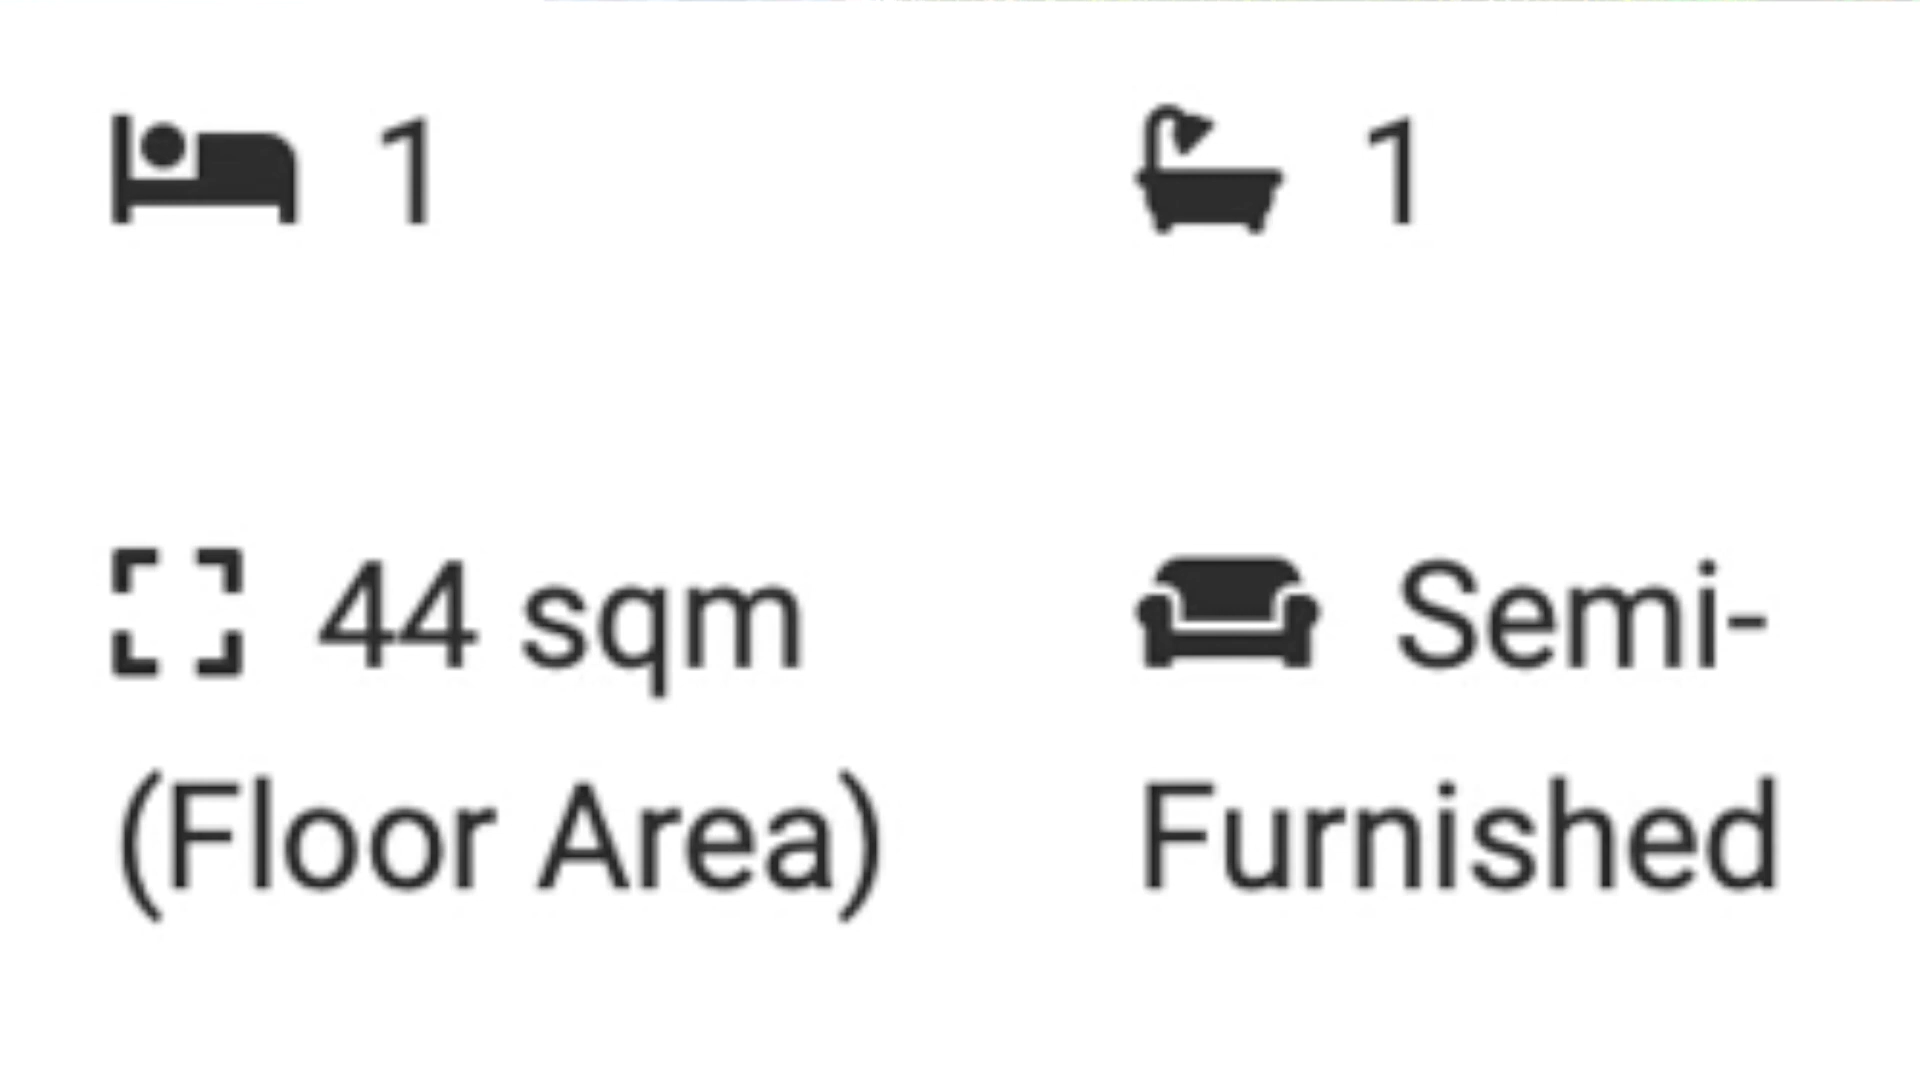 1
1
44 sqm
(Floor Area)
Semi-
Furnished